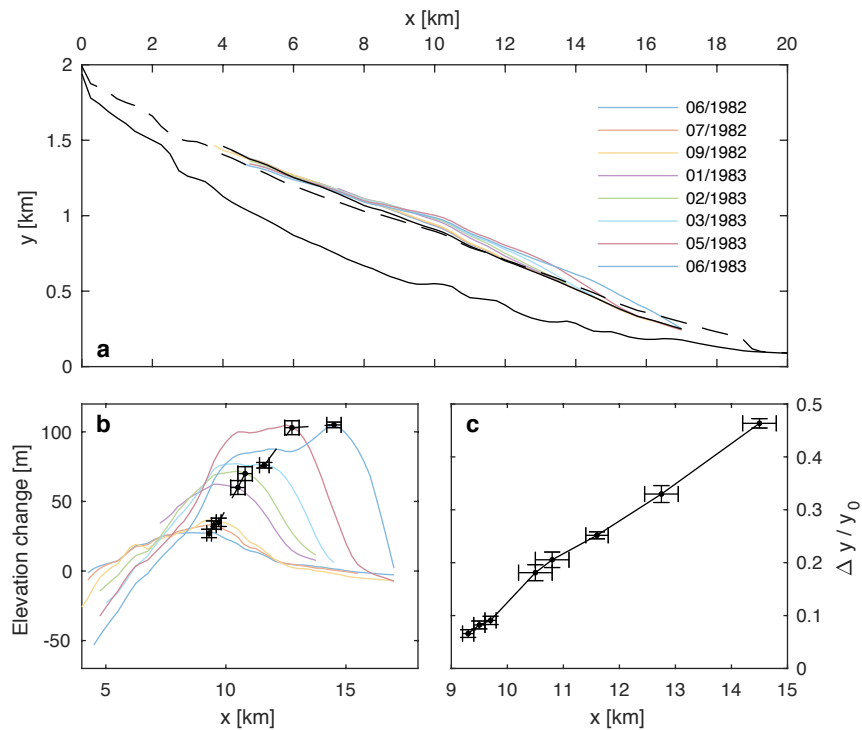 x [km]
0 2 4 6 8 10 12 14 16 18 20
2
1.5
1
0.5
0
y [km]
06/1982
07/1982
09/1982
01/1983
02/1983
03/1983
05/1983
06/1983
a
b
100
50
0
-50
Elevation change [m]
5 10 15
x [km]
c
0.5
0.4
0.3
0.2
0.1
0
Δ y / y₀
9 10 11 12 13 14 15
x [km]